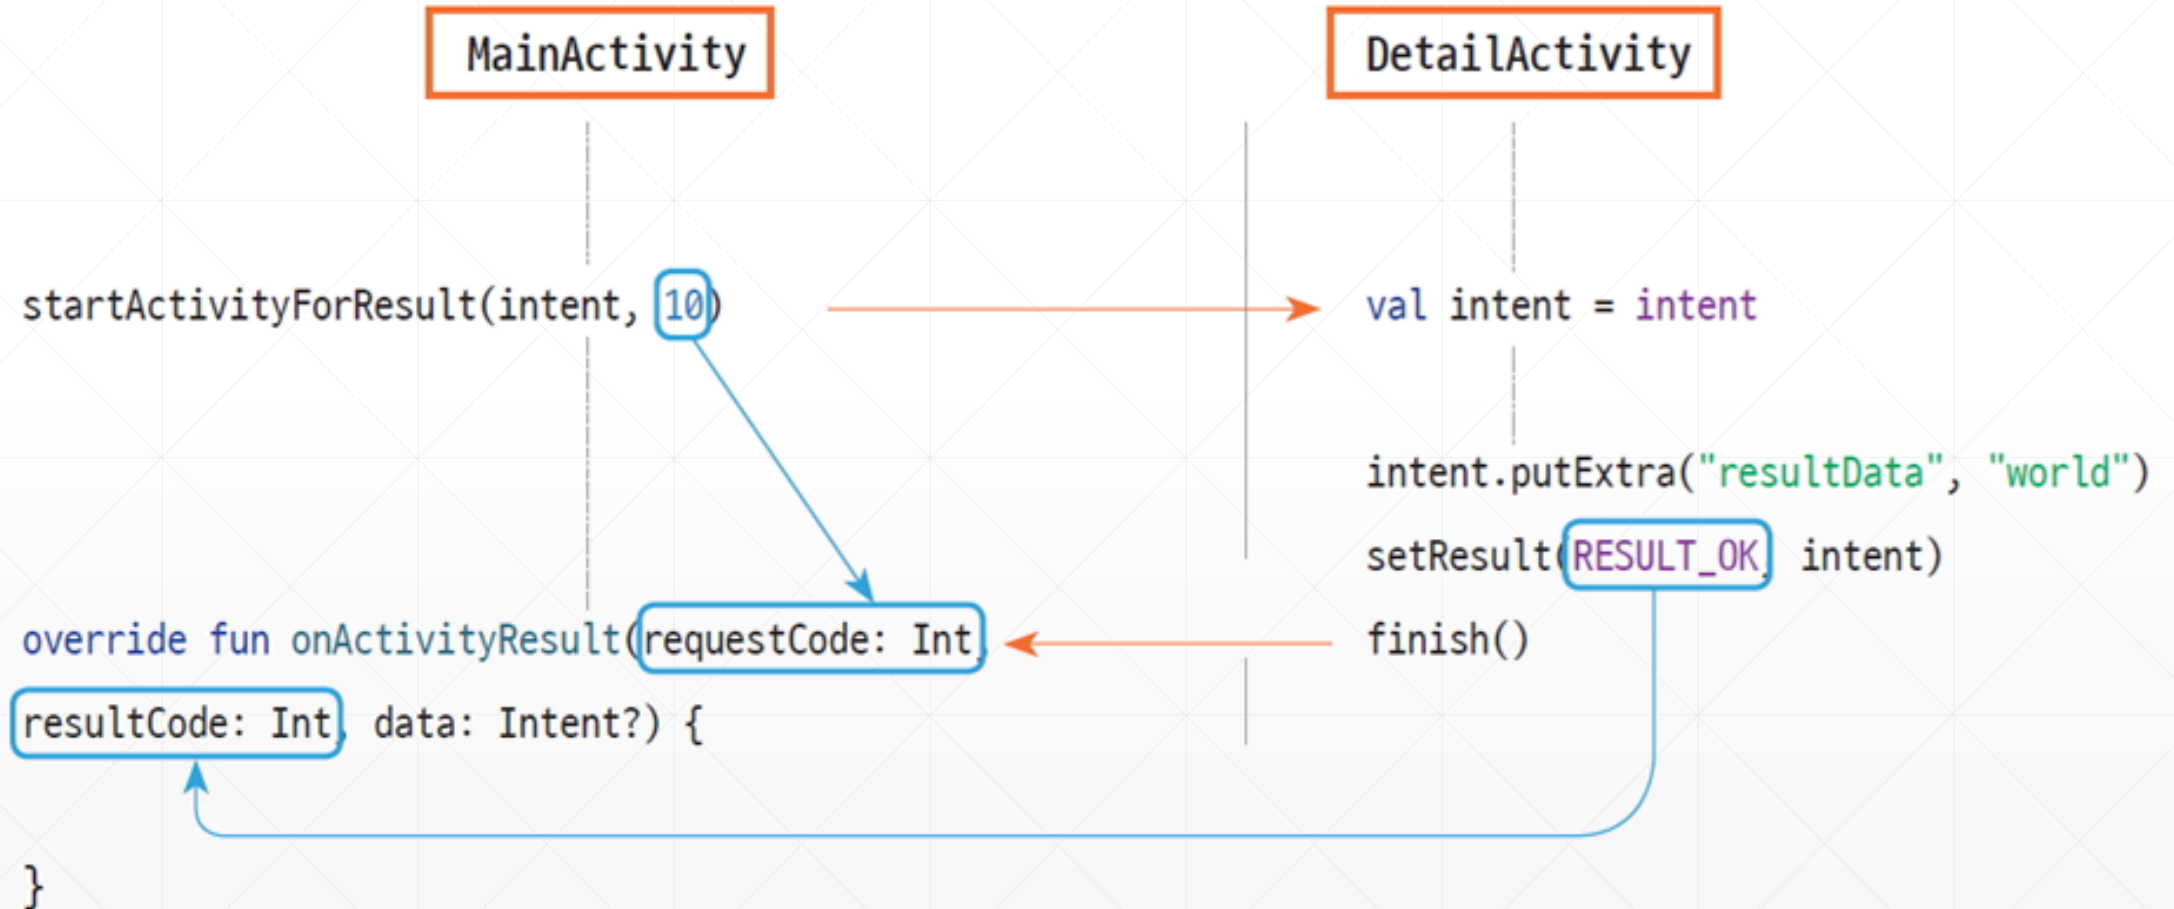 MainActivity
DetailActivity
startActivityForResult(intent, 10)
val intent = intent
intent.putExtra("resultData", "world")
setResult(RESULT_OK, intent)
finish()
override fun onActivityResult(requestCode: Int,
resultCode: Int, data: Intent?) {
}